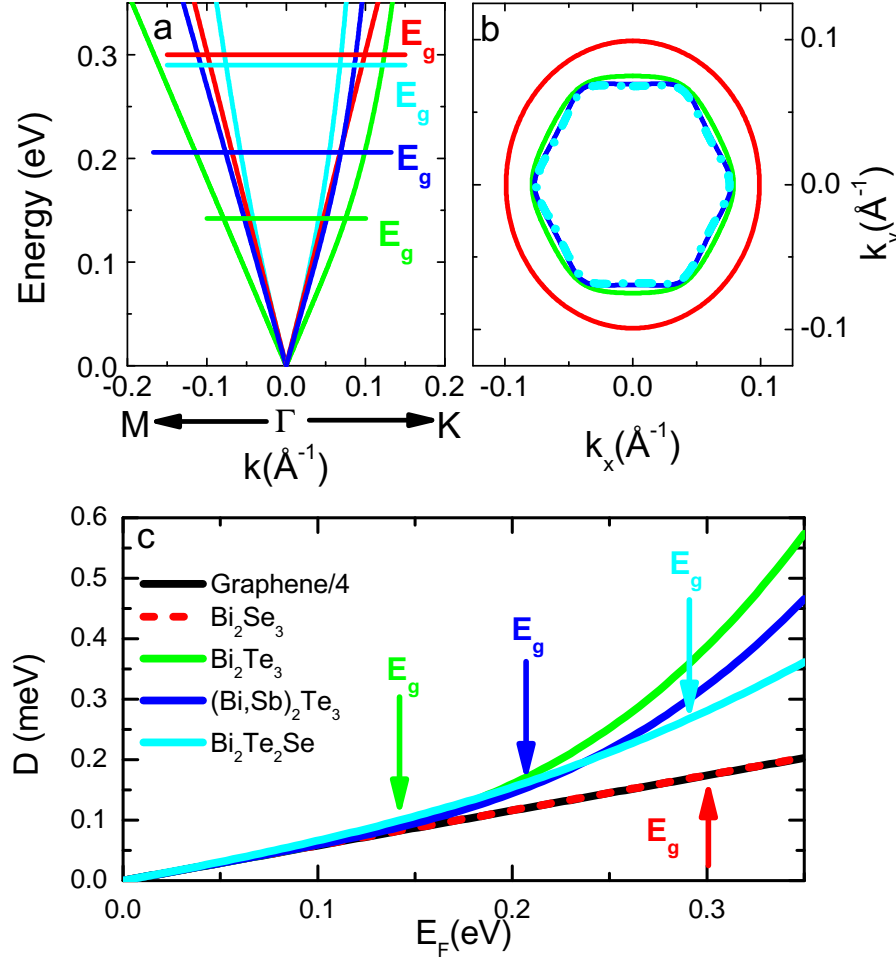 a
0.3
0.2
0.1
0.0
Energy (eV)
E_g
E_g
E_g
E_g
-0.2 -0.1 0.0 0.1 0.2
M Γ K
k(Å⁻¹)
b
0.1
0.0
-0.1
k_y(Å⁻¹)
-0.1 0.0 0.1
k_x(Å⁻¹)
c
0.6
0.5
0.4
0.3
0.2
0.1
0.0
D (meV)
Graphene/4
Bi₂Se₃
Bi₂Te₃
(Bi,Sb)₂Te₃
Bi₂Te₂Se
E_g
E_g
E_g
E_g
0.0 0.1 0.2 0.3
E_F(eV)